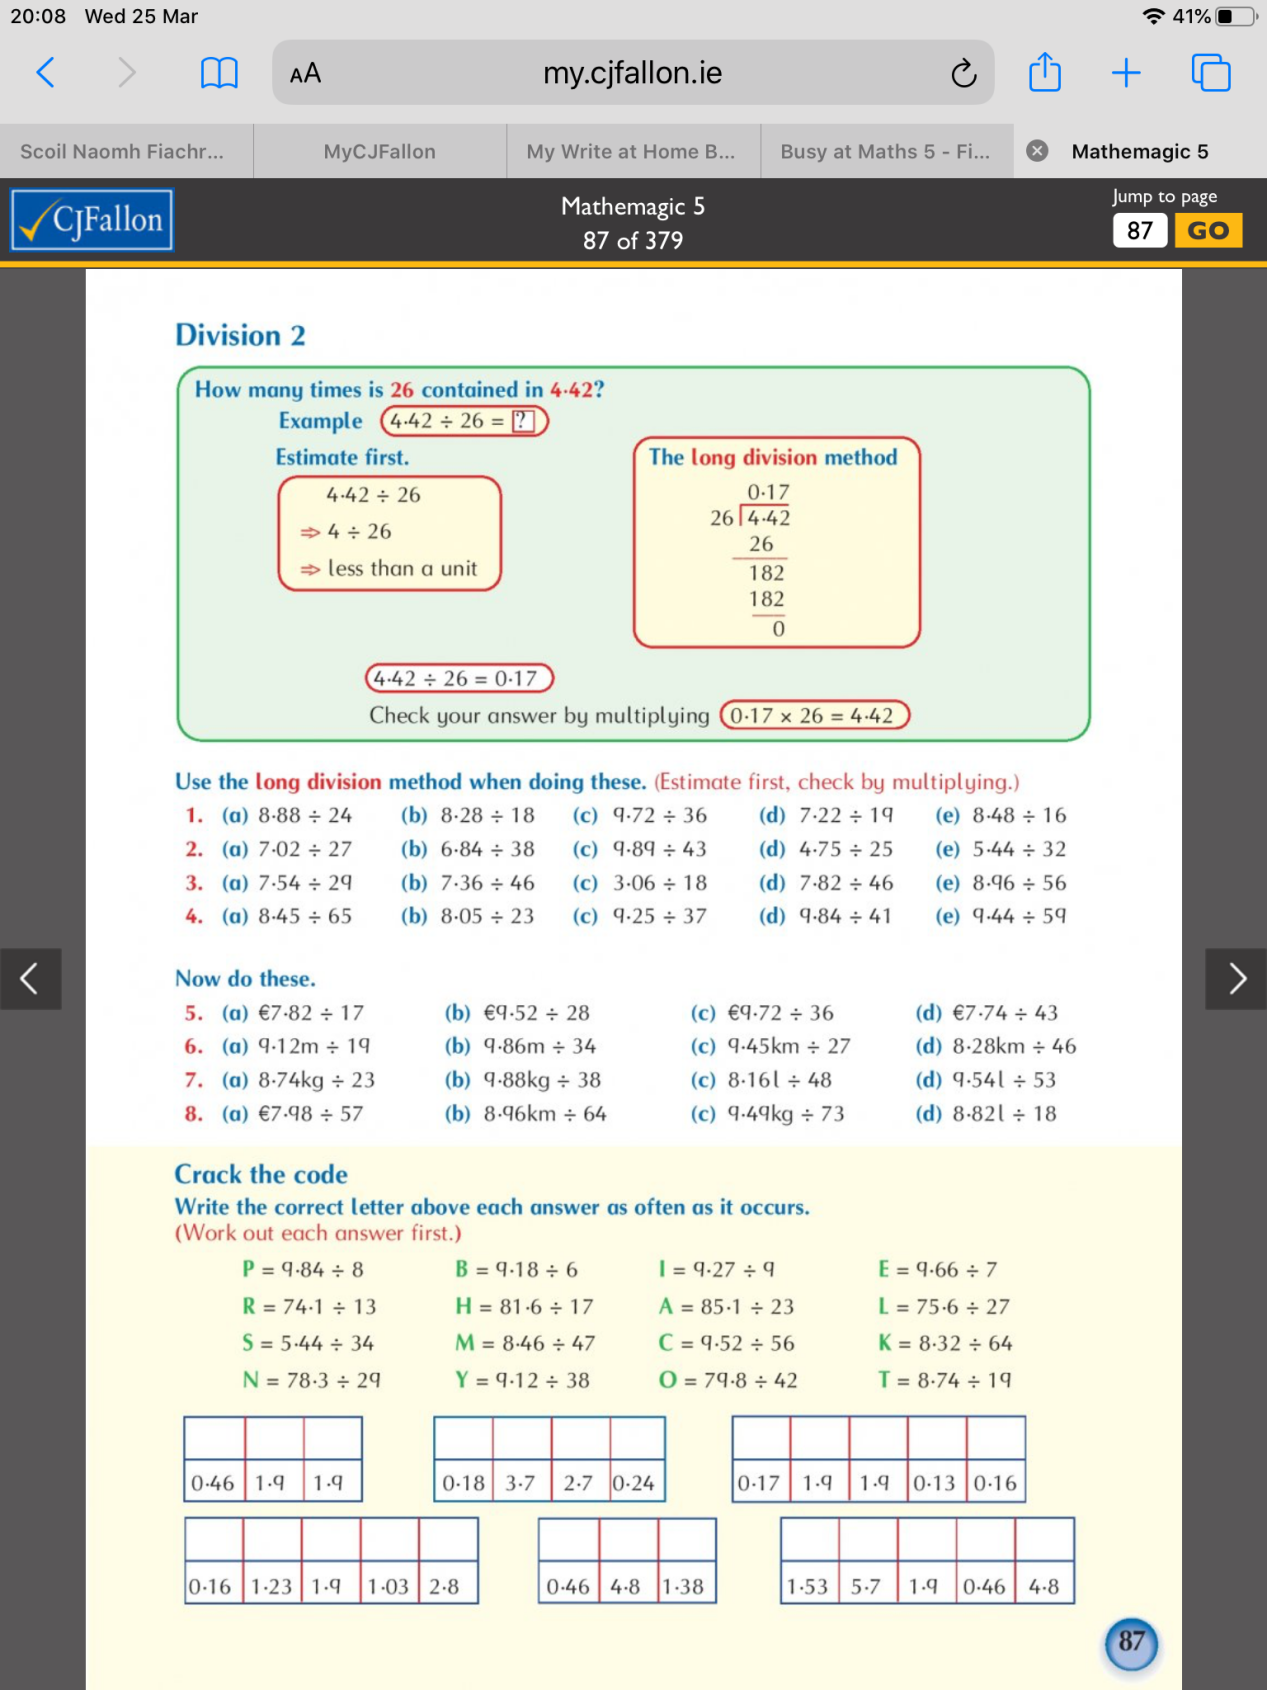 20:08 Wed 25 Mar 41%
AA my.cjfallon.ie
Scoil Naomh Fiachr... MyCJFallon My Write at Home B... Busy at Maths 5 - Fi... Mathemagic 5
CJFallon
Mathemagic 5
87 of 379
Jump to page
87 GO
Division 2
How many times is 26 contained in 4·42?
Example 4·42 ÷ 26 = ?
Estimate first.
4·42 ÷ 26
⇒ 4 ÷ 26
⇒ less than a unit
The long division method
0·17
26 4·42
26
182
182
0
4·42 ÷ 26 = 0·17
Check your answer by multiplying 0·17 × 26 = 4·42
Use the long division method when doing these. (Estimate first, check by multiplying.)
1. (a) 8·88 ÷ 24 (b) 8·28 ÷ 18 (c) 9·72 ÷ 36 (d) 7·22 ÷ 19 (e) 8·48 ÷ 16
2. (a) 7·02 ÷ 27 (b) 6·84 ÷ 38 (c) 9·89 ÷ 43 (d) 4·75 ÷ 25 (e) 5·44 ÷ 32
3. (a) 7·54 ÷ 29 (b) 7·36 ÷ 46 (c) 3·06 ÷ 18 (d) 7·82 ÷ 46 (e) 8·96 ÷ 56
4. (a) 8·45 ÷ 65 (b) 8·05 ÷ 23 (c) 9·25 ÷ 37 (d) 9·84 ÷ 41 (e) 9·44 ÷ 59
Now do these.
5. (a) €7·82 ÷ 17 (b) €9·52 ÷ 28 (c) €9·72 ÷ 36 (d) €7·74 ÷ 43
6. (a) 9·12m ÷ 19 (b) 9·86m ÷ 34 (c) 9·45km ÷ 27 (d) 8·28km ÷ 46
7. (a) 8·74kg ÷ 23 (b) 9·88kg ÷ 38 (c) 8·16l ÷ 48 (d) 9·54l ÷ 53
8. (a) €7·98 ÷ 57 (b) 8·96km ÷ 64 (c) 9·49kg ÷ 73 (d) 8·82l ÷ 18
Crack the code
Write the correct letter above each answer as often as it occurs.
(Work out each answer first.)
P = 9·84 ÷ 8 B = 9·18 ÷ 6 I = 9·27 ÷ 9 E = 9·66 ÷ 7
R = 74·1 ÷ 13 H = 81·6 ÷ 17 A = 85·1 ÷ 23 L = 75·6 ÷ 27
S = 5·44 ÷ 34 M = 8·46 ÷ 47 C = 9·52 ÷ 56 K = 8·32 ÷ 64
N = 78·3 ÷ 29 Y = 9·12 ÷ 38 O = 79·8 ÷ 42 T = 8·74 ÷ 19
0·46 1·9 1·9 0·18 3·7 2·7 0·24 0·17 1·9 1·9 0·13 0·16
0·16 1·23 1·9 1·03 2·8 0·46 4·8 1·38 1·53 5·7 1·9 0·46 4·8
87